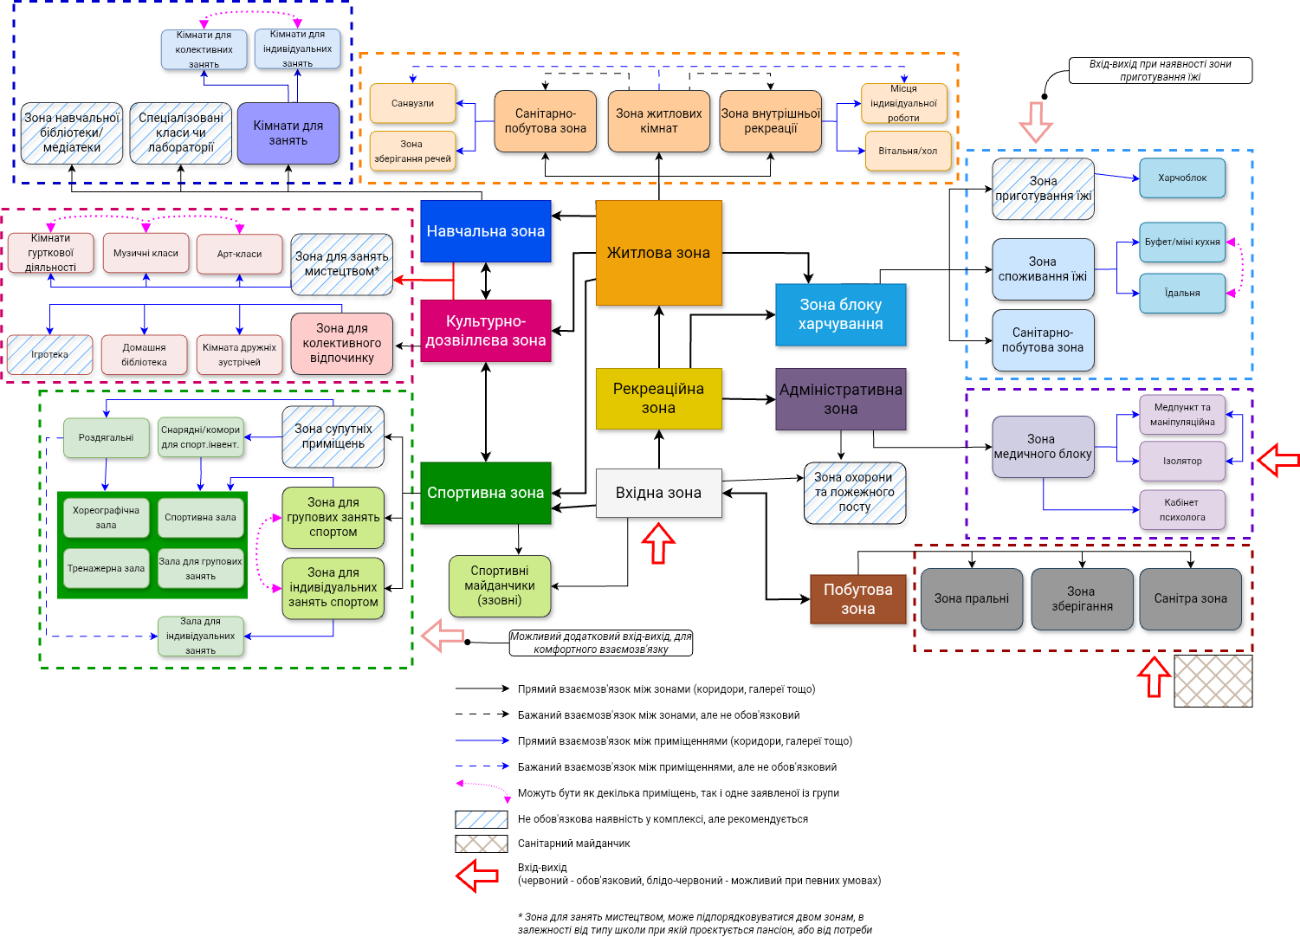 Кімнати для
колективних
занять
Кімнати для
індивідуальних
занять
Зона навчальної
бібліотеки/
медіатеки
Спеціалізовані
класи чи
лабораторії
Кімнати для
занять
Санвузли
Зона
зберігання речей
Санітарно-
побутова зона
Зона житлових
кімнат
Зона внутрішньої
рекреації
Місця
індивідуальної
роботи
Вітальня/хол
Вхід-вихід при наявності зони
приготування їжі
Зона
приготування їжі
Харчоблок
Зона
споживання їжі
Буфет/міні кухня
Їдальня
Санітарно-
побутова зона
Навчальна зона
Житлова зона
Зона блоку
харчування
Культурно-
дозвіллєва зона
Рекреаційна
зона
Адміністративна
зона
Спортивна зона
Вхідна зона
Зона охорони
та пожежного
посту
Побутова
зона
Кімнати
гурткової
діяльності
Музичні класи
Арт-класи
Зона для занять
мистецтвом*
Ігротека
Домашня
бібліотека
Кімната дружніх
зустрічей
Зона для
колективного
відпочинку
Роздягальні
Снарядні/комори
для спорт.інвент.
Зона супутніх
приміщень
Хореографічна
зала
Спортивна зала
Тренажерна зала
Зала для групових
занять
Зона для
групових занять
спортом
Зона для
індивідуальних
занять спортом
Зала для
індивідуальних
занять
Спортивні
майданчики
(ззовні)
Зона
медичного блоку
Медпункт та
маніпуляційна
Ізолятор
Кабінет
психолога
Зона пральні
Зона
зберігання
Санітра зона
Можливий додатковий вхід-вихід, для
комфортного взаємозв'язку
Прямий взаємозв'язок між зонами (коридори, галереї тощо)
Бажаний взаємозв'язок між зонами, але не обов'язковий
Прямий взаємозв'язок між приміщеннями (коридори, галереї тощо)
Бажаний взаємозв'язок між приміщеннями, але не обов'язковий
Можуть бути як декілька приміщень, так і одне заявленої із групи
Не обов'язкова наявність у комплексі, але рекомендується
Санітарний майданчик
Вхід-вихід
(червоний - обов'язковий, блідо-червоний - можливий при певних умовах)
* Зона для занять мистецтвом, може підпорядковуватися двом зонам, в
залежності від типу школи при якій проєктується пансіон, або від потреби